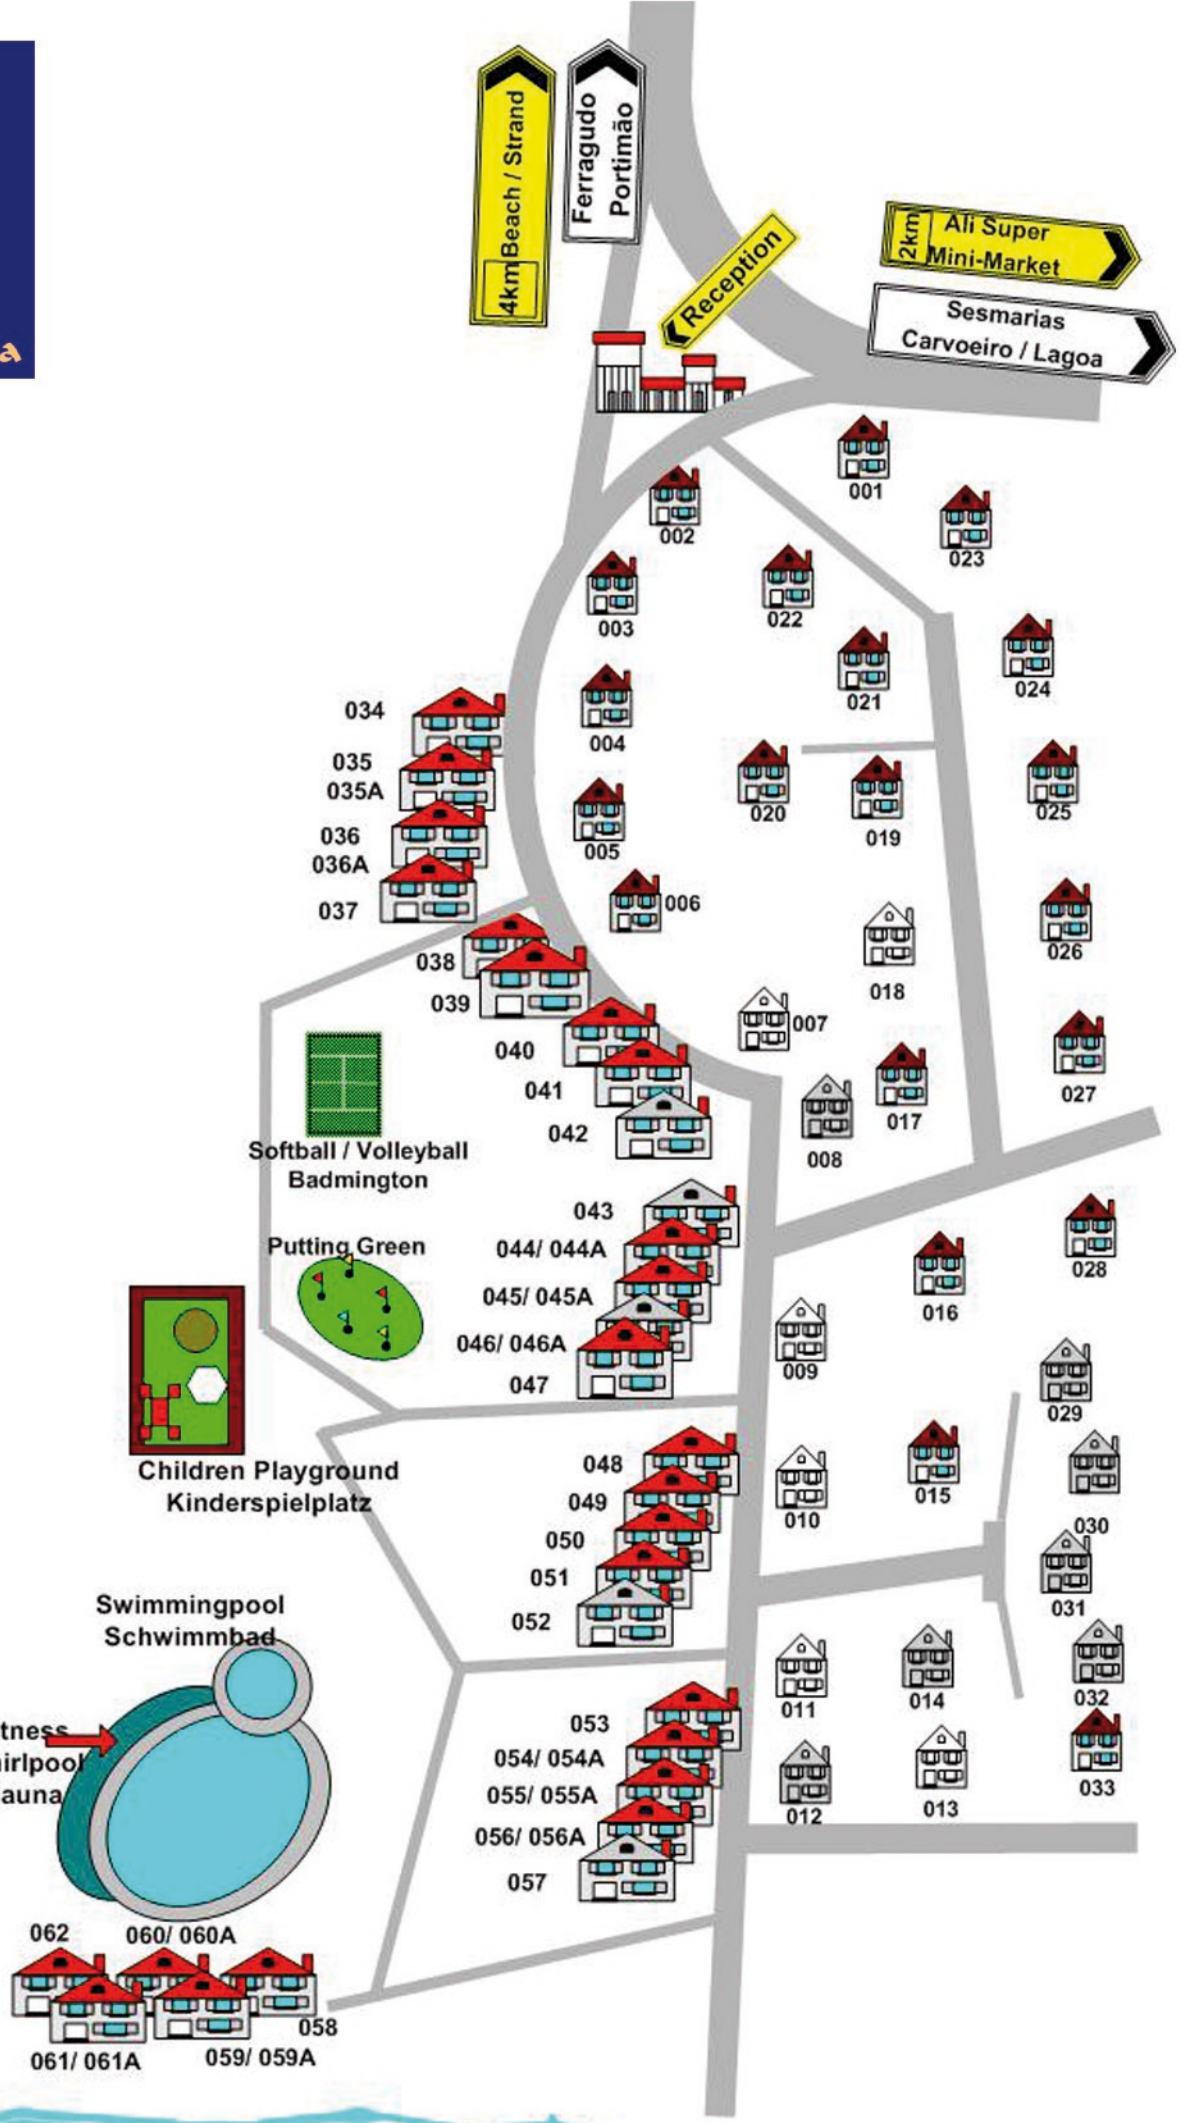 Beach / Strand
4km
Ferragudo
Portimão
Reception
2km
Ali Super
Mini-Market
Sesmarias
Carvoeiro / Lagoa
a
001
002
023
003
022
024
021
034
004
035
035A
020
019
025
036
036A
005
037
006
026
038
018
039
007
040
027
041
017
042
008
Softball / Volleyball
Badmington
043
044/ 044A
Putting Green
028
045/ 045A
016
046/ 046A
009
047
029
048
Children Playground
Kinderspielplatz
015
049
010
030
050
051
031
Swimmingpool
Schwimmbad
052
011
014
032
053
tness
054/ 054A
irlpool
033
auna
055/ 055A
013
012
056/ 056A
057
062
060/ 060A
058
061/ 061A
059/ 059A